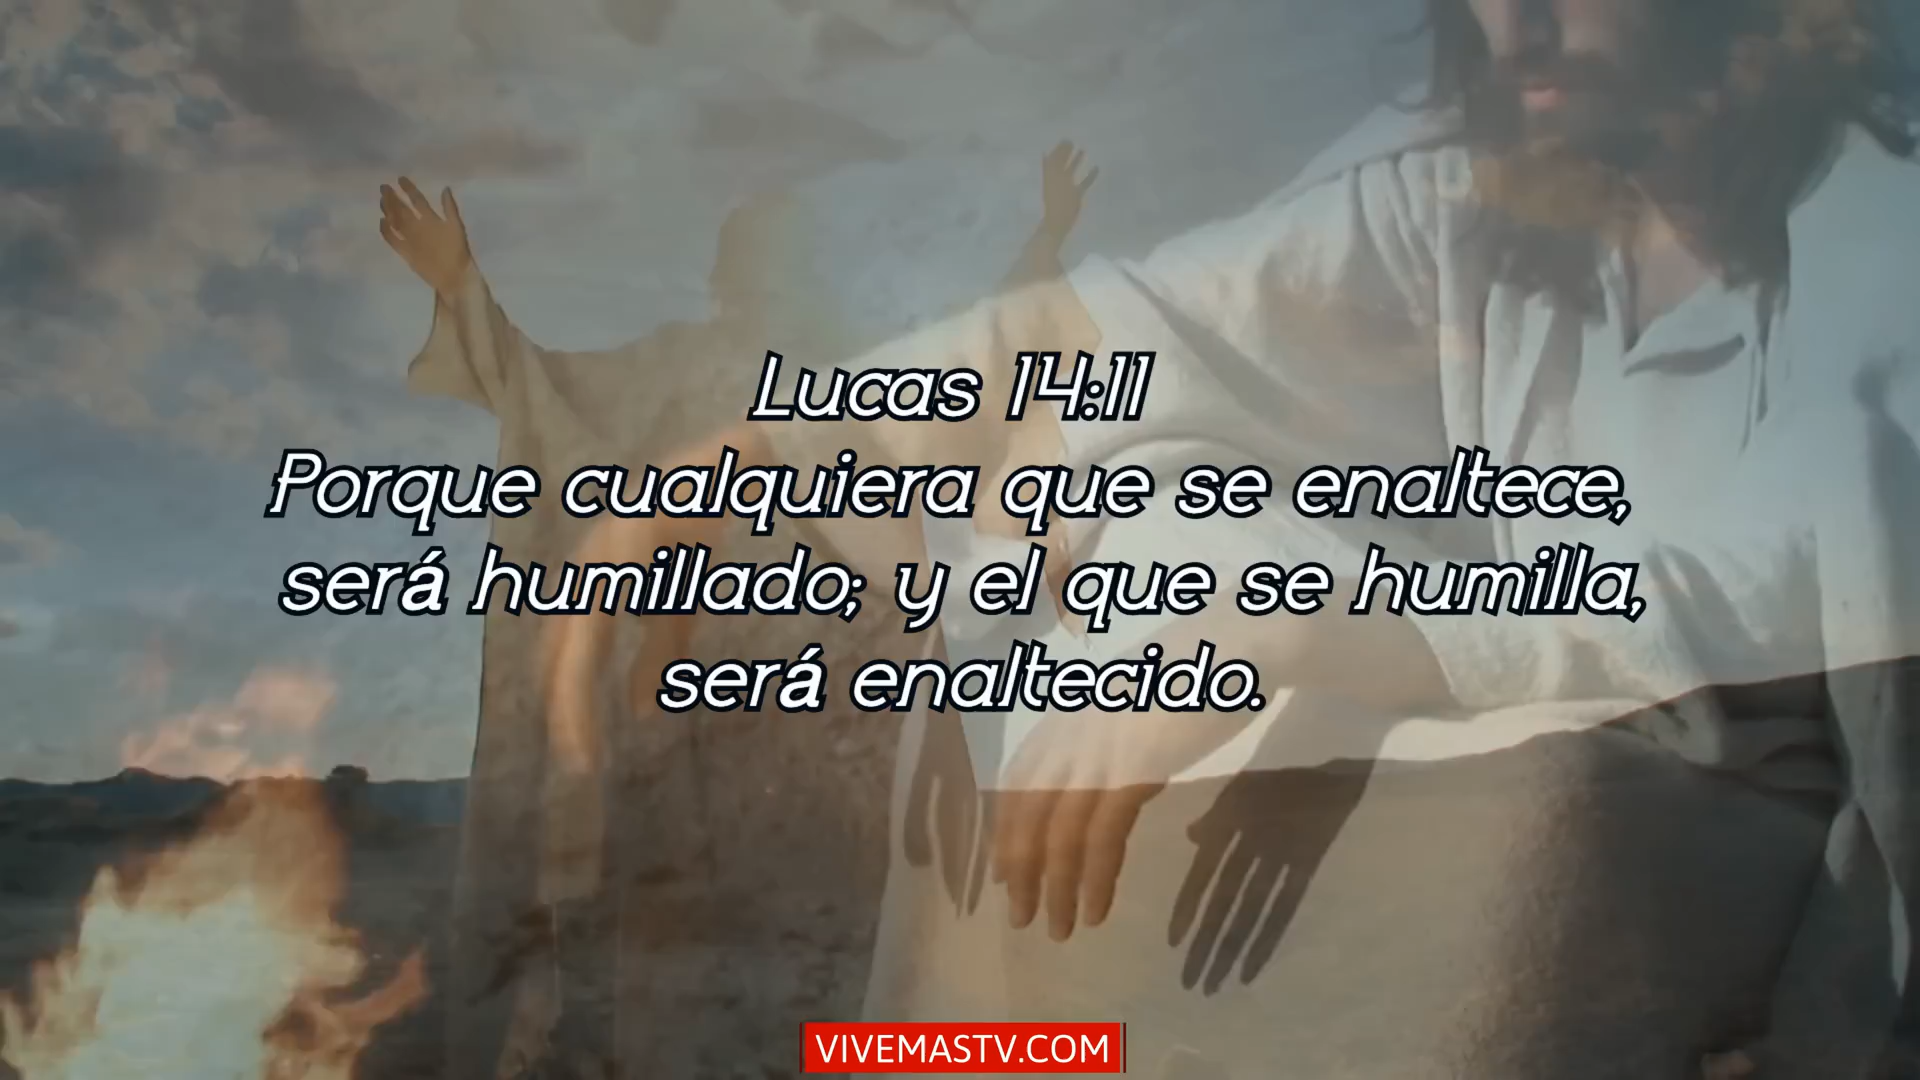 Lucas 14:11
Porque cualquiera que se enaltece,
será humillado; y el que se humilla,
será enaltecido.
VIVEMASTV.COM